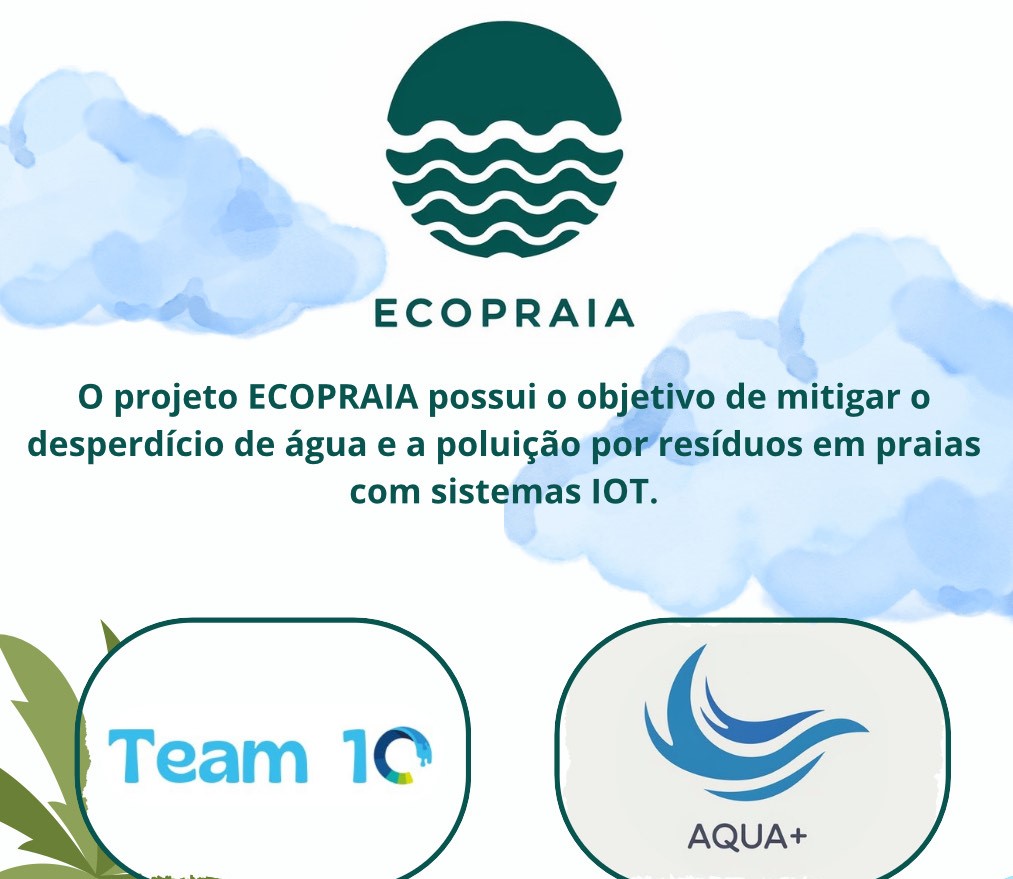 ECOPRAIA
O projeto ECOPRAIA possui o objetivo de mitigar o
desperdício de água e a poluição por resíduos em praias
com sistemas IOT.
Team 10
AQUA+